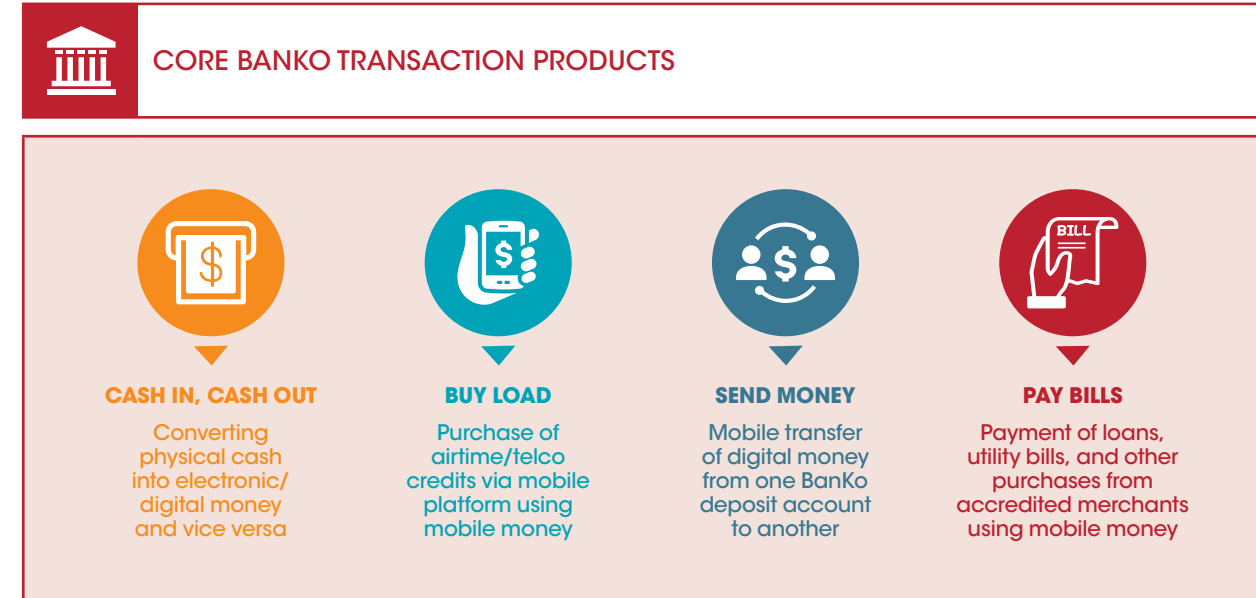 CORE BANKO TRANSACTION PRODUCTS
$
$
$
BILL
CASH IN, CASH OUT
Converting
physical cash
into electronic/
digital money
and vice versa
BUY LOAD
Purchase of
airtime/telco
credits via mobile
platform using
mobile money
SEND MONEY
Mobile transfer
of digital money
from one BanKo
deposit account
to another
PAY BILLS
Payment of loans,
utility bills, and other
purchases from
accredited merchants
using mobile money